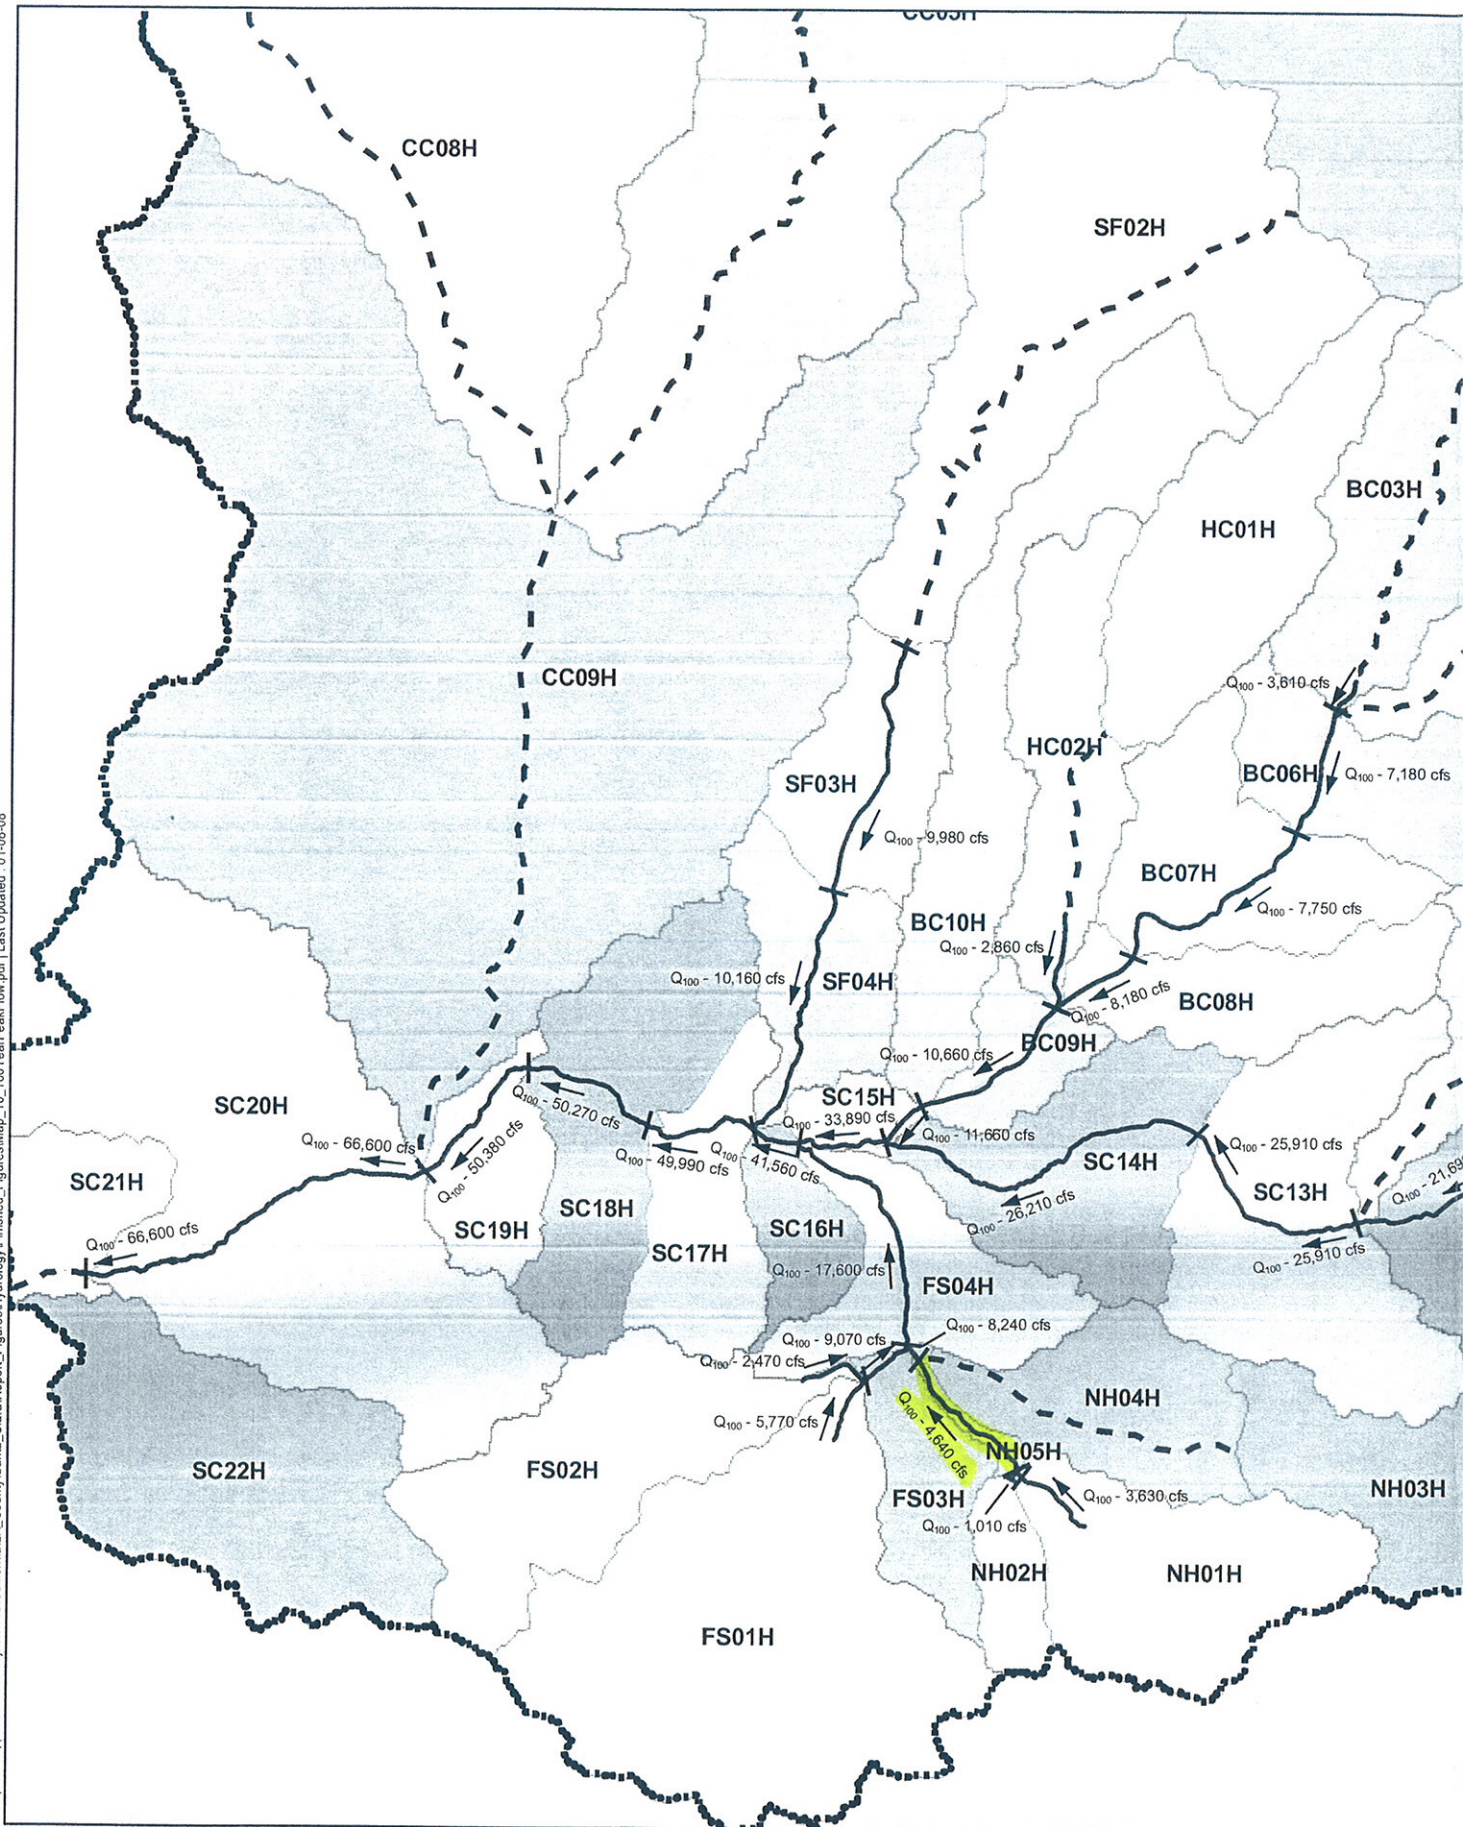 CC08H
SF02H
BC03H
HC01H
CC09H
Q100 - 3,610 cfs
HC02H
BC06H
Q100 - 7,180 cfs
SF03H
Q100 - 9,980 cfs
BC07H
Q100 - 7,750 cfs
BC10H
Q100 - 2,860 cfs
Q100 - 10,160 cfs
SF04H
Q100 - 8,180 cfs
BC08H
BC09H
Q100 - 10,660 cfs
Q100 - 50,270 cfs
SC15H
SC20H
Q100 - 33,890 cfs
Q100 - 11,660 cfs
Q100 - 66,600 cfs
Q100 - 50,380 cfs
Q100 - 49,990 cfs
Q100 - 41,560 cfs
Q100 - 25,910 cfs
SC14H
SC21H
SC13H
SC18H
Q100 - 26,210 cfs
SC19H
SC16H
Q100 - 66,600 cfs
SC17H
Q100 - 25,910 cfs
Q100 - 17,600 cfs
FS04H
Q100 - 8,240 cfs
Q100 - 9,070 cfs
Q100 - 2,470 cfs
NH04H
Q100 - 5,770 cfs
Q100 - 4,640 cfs
NH05H
SC22H
FS02H
FS03H
Q100 - 3,630 cfs
NH03H
Q100 - 1,010 cfs
NH02H
NH01H
FS01H
Last Updated : 01-08-08